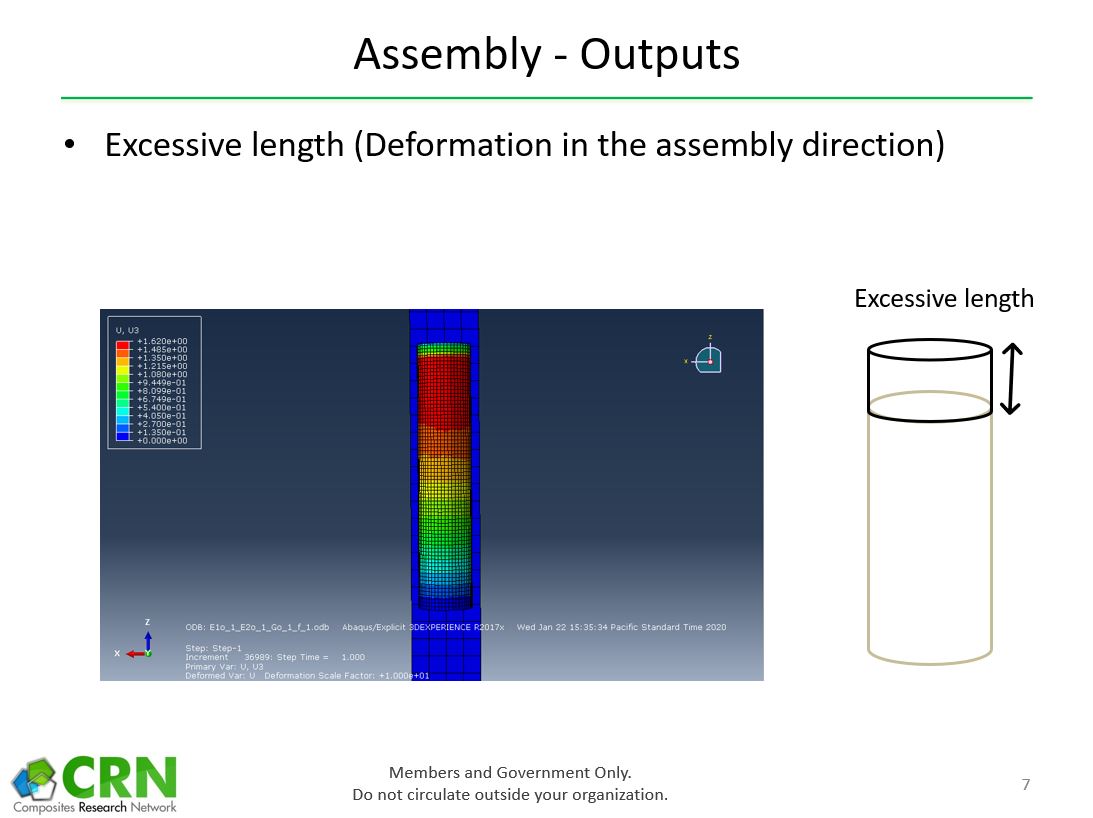 Assembly - Outputs
• Excessive length (Deformation in the assembly direction)
Excessive length
U, U3
+1.620e+00
+1.485e+00
+1.350e+00
+1.215e+00
+1.080e+00
+9.449e-01
+8.099e-01
+6.749e-01
+5.400e-01
+4.050e-01
+2.700e-01
+1.350e-01
+0.000e+00
z
x
Z
X
Y
ODB: E1o_1_E2o_1_Go_1_f_1.odb Abaqus/Explicit 3DEXPERIENCE R2017x Wed Jan 22 15:35:34 Pacific Standard Time 2020
Step: Step-1
Increment 36989: Step Time = 1.000
Primary Var: U, U3
Deformed Var: U Deformation Scale Factor: +1.000e+01
CRN
Composites Research Network
Members and Government Only.
Do not circulate outside your organization.
7